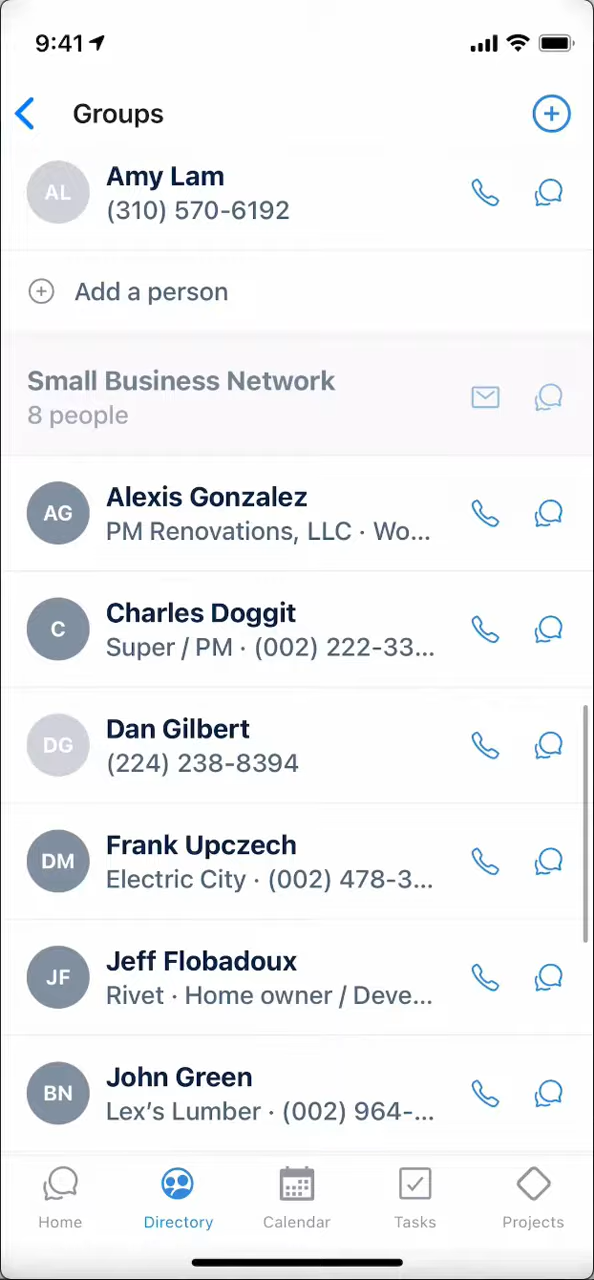 9:41
Groups
AL
Amy Lam
(310) 570-6192
Add a person
Small Business Network
8 people
AG
Alexis Gonzalez
PM Renovations, LLC · Wo...
C
Charles Doggit
Super / PM · (002) 222-33...
DG
Dan Gilbert
(224) 238-8394
DM
Frank Upczech
Electric City · (002) 478-3...
JF
Jeff Flobadoux
Rivet · Home owner / Deve...
BN
John Green
Lex's Lumber · (002) 964-...
Home
Directory
Calendar
Tasks
Projects